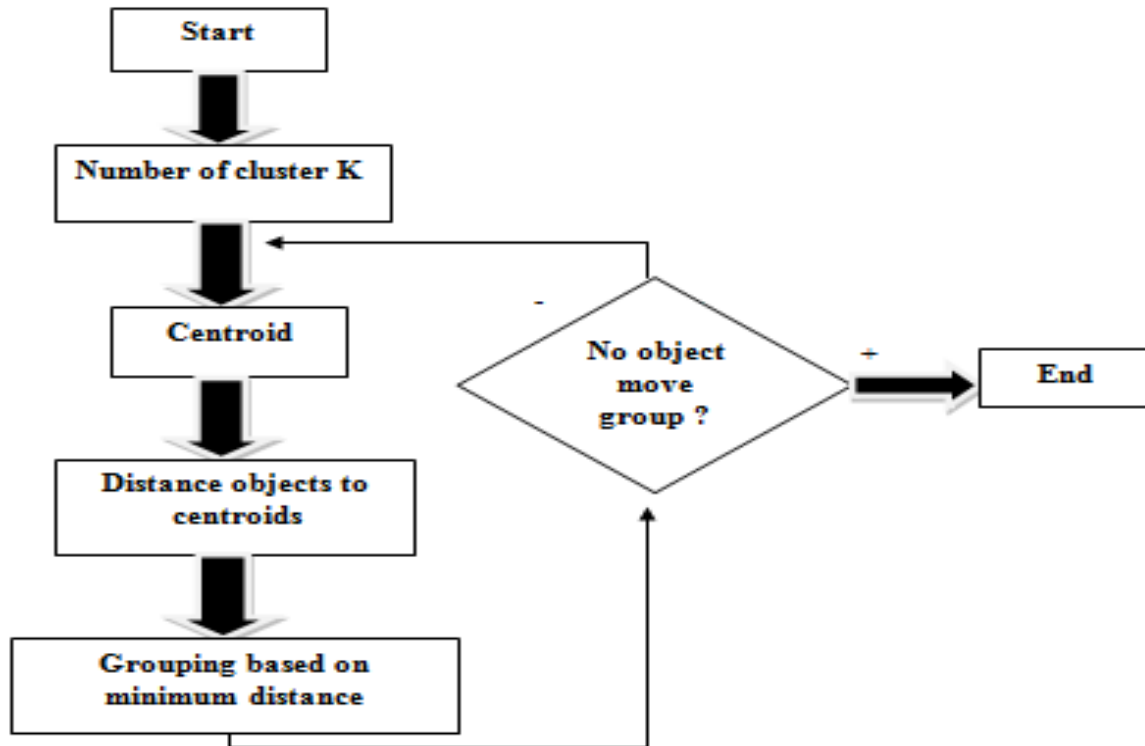 Start
Number of cluster K
Centroid
Distance objects to
centroids
Grouping based on
minimum distance
-
No object
move
group ?
+
End